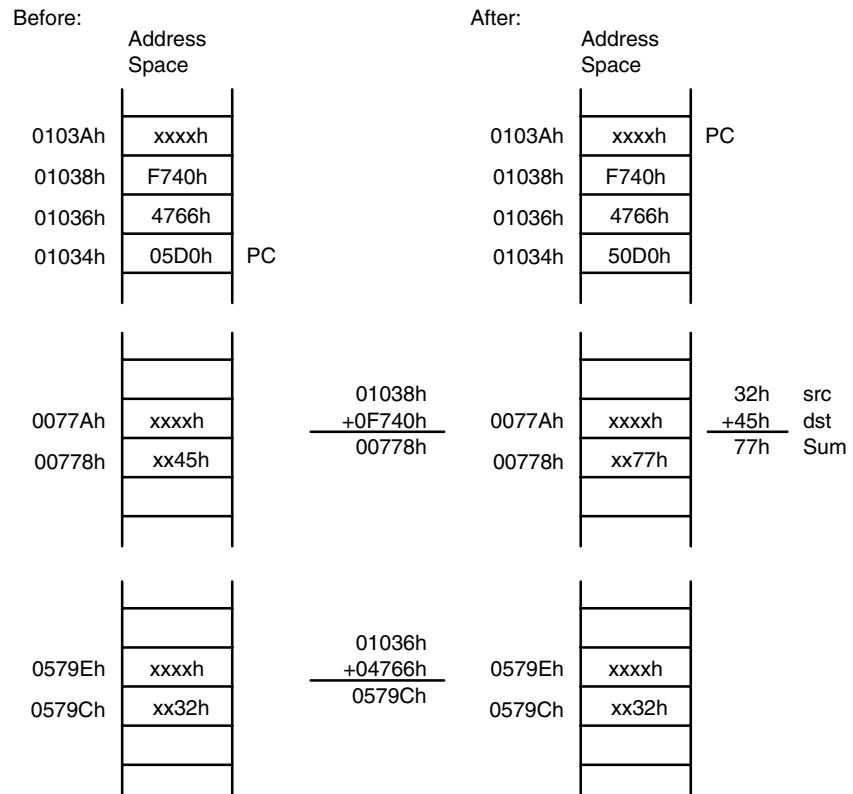 Before: After:
Address Space Address Space
0103Ah xxxxh 0103Ah xxxxh PC
01038h F740h 01038h F740h
01036h 4766h 01036h 4766h
01034h 05D0h PC 01034h 50D0h
01038h 32h src
0077Ah xxxxh +0F740h 0077Ah xxxxh +45h dst
00778h xx45h 00778h 00778h xx77h 77h Sum
01036h
0579Eh xxxxh +04766h 0579Eh xxxxh
0579Ch xx32h 0579Ch 0579Ch xx32h